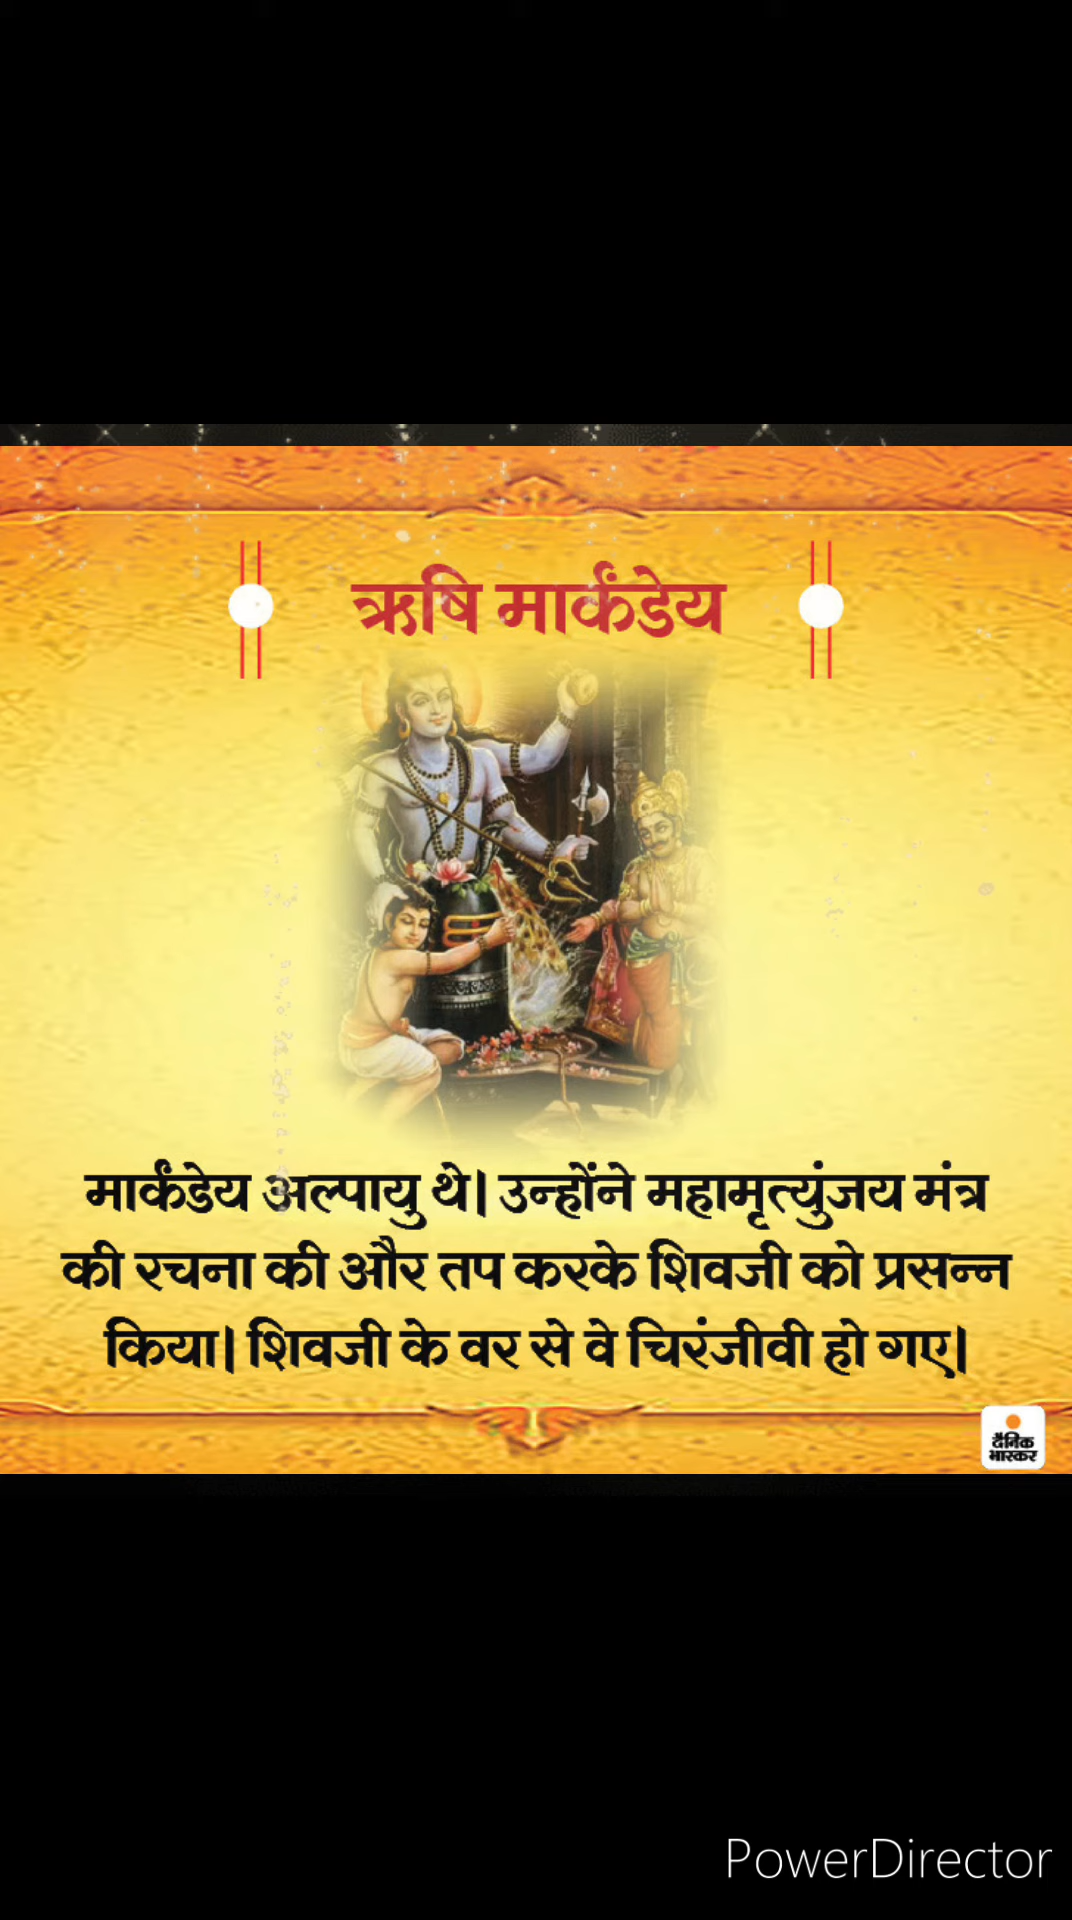 ऋषि मार्कंडेय
मार्कंडेय अल्पायु थे। उन्होंने महामृत्युंजय मंत्र
की रचना की और तप करके शिवजी को प्रसन्न
किया। शिवजी के वर से वे चिरंजीवी हो गए।
दैनिक
भास्कर
PowerDirector